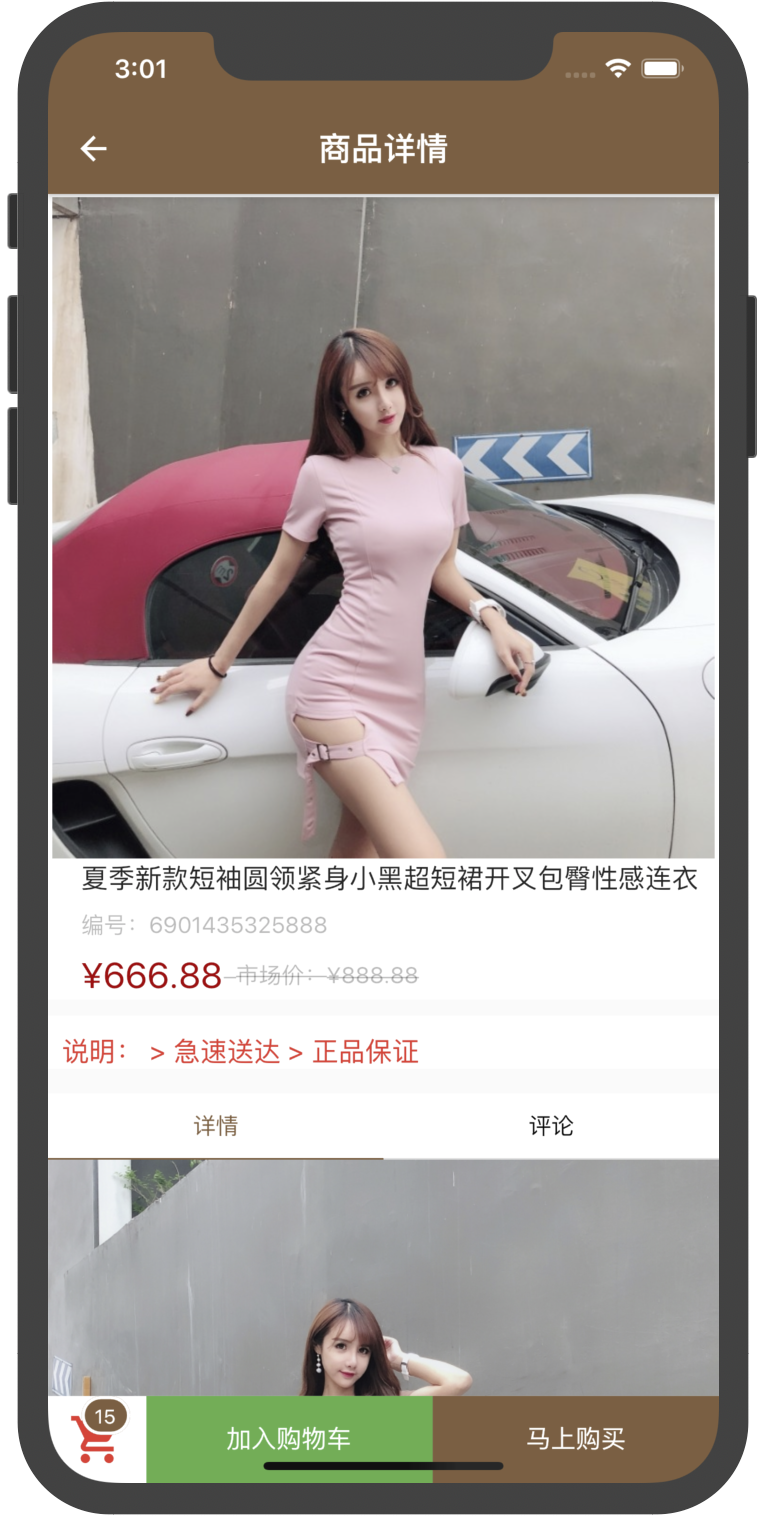 3:01
商品详情
夏季新款短袖圆领紧身小黑超短裙开叉包臀性感连衣
编号：6901435325888
¥666.88 市场价：¥888.88
说明： > 急速送达 > 正品保证
详情 评论
15
加入购物车 马上购买